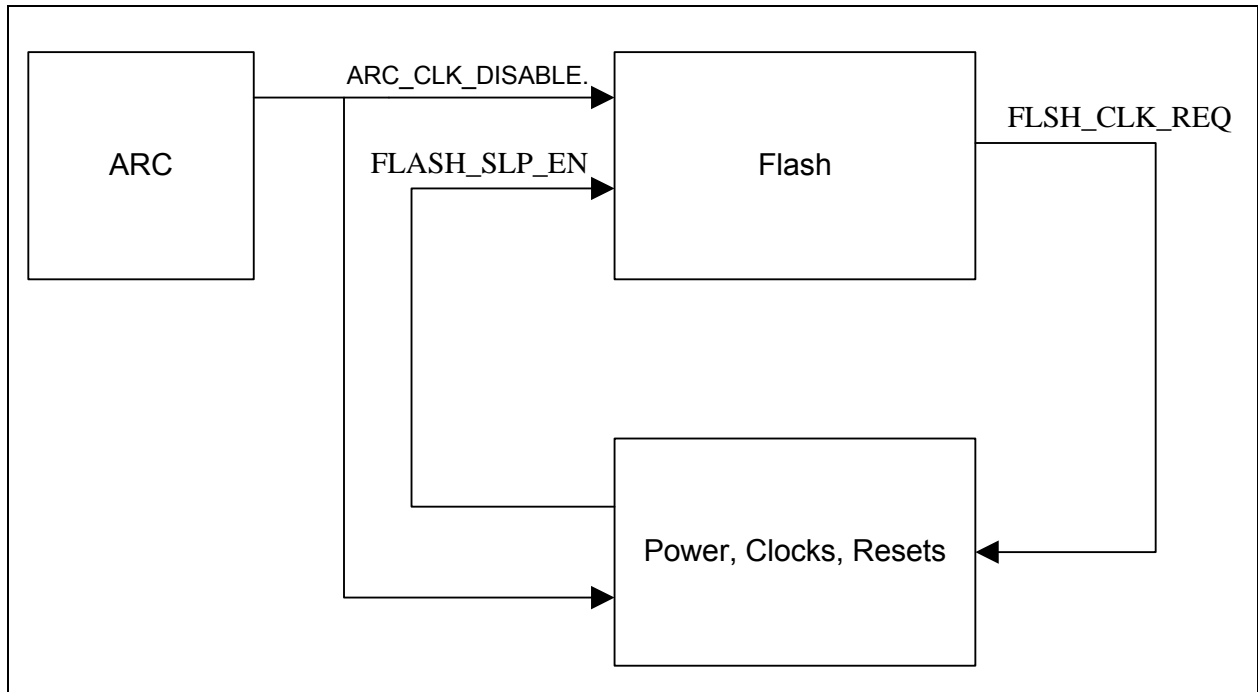 ARC_CLK_DISABLE.
FLSH_CLK_REQ
ARC
FLASH_SLP_EN
Flash
Power, Clocks, Resets